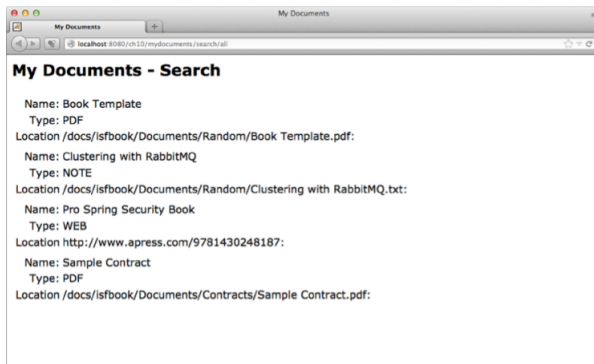 My Documents
My Documents
localhost:8080/ch10/mydocuments/search/all
My Documents - Search
Name: Book Template
Type: PDF
Location /docs/isfbook/Documents/Random/Book Template.pdf:
Name: Clustering with RabbitMQ
Type: NOTE
Location /docs/isfbook/Documents/Random/Clustering with RabbitMQ.txt:
Name: Pro Spring Security Book
Type: WEB
Location http://www.apress.com/9781430248187:
Name: Sample Contract
Type: PDF
Location /docs/isfbook/Documents/Contracts/Sample Contract.pdf: